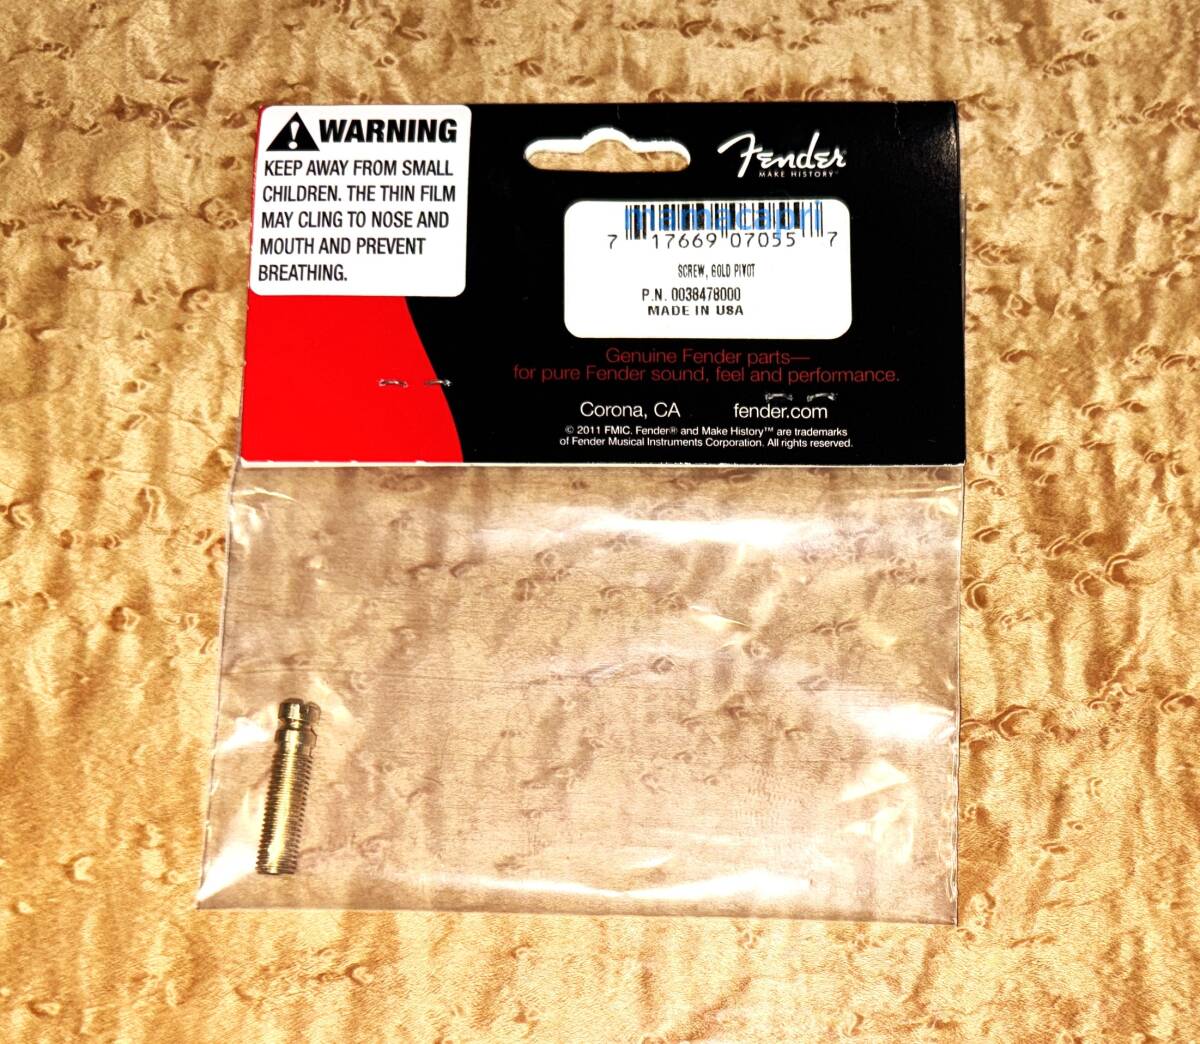 WARNING
KEEP AWAY FROM SMALL
CHILDREN. THE THIN FILM
MAY CLING TO NOSE AND
MOUTH AND PREVENT
BREATHING.
Fender
MAKE HISTORY™
mamacapri
7 17669 07055 7
SCREW, GOLD PIVOT
P.N. 0038478000
MADE IN USA
Genuine Fender parts—
for pure Fender sound, feel and performance.
Corona, CA fender.com
© 2011 FMIC. Fender® and Make History™ are trademarks
of Fender Musical Instruments Corporation. All rights reserved.